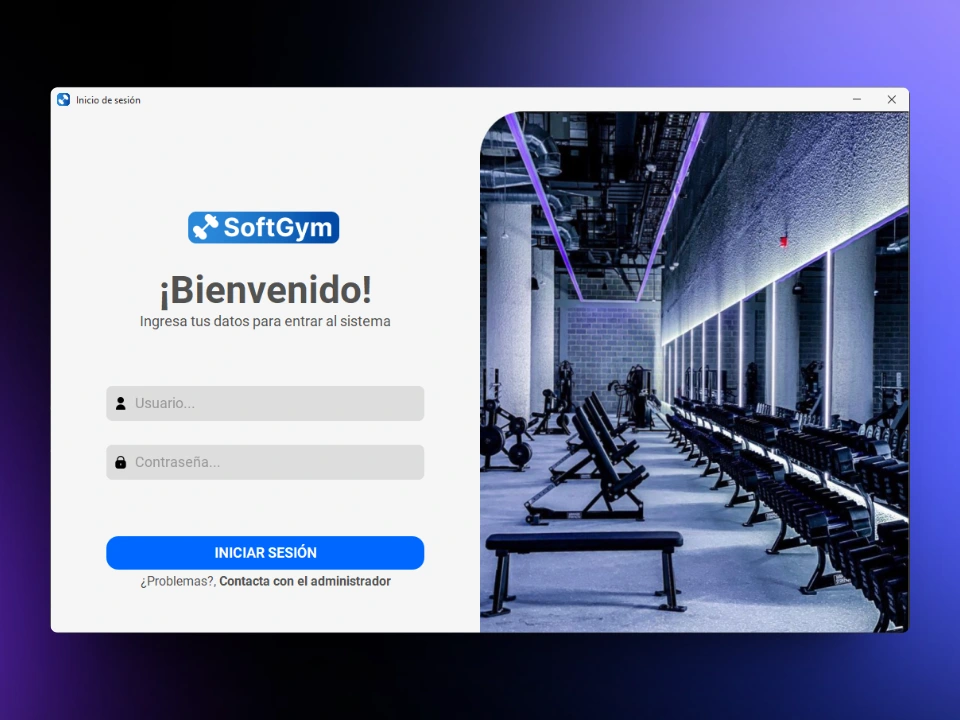 Inicio de sesión
SoftGym
¡Bienvenido!
Ingresa tus datos para entrar al sistema
Usuario...
Contraseña...
INICIAR SESIÓN
¿Problemas?, Contacta con el administrador